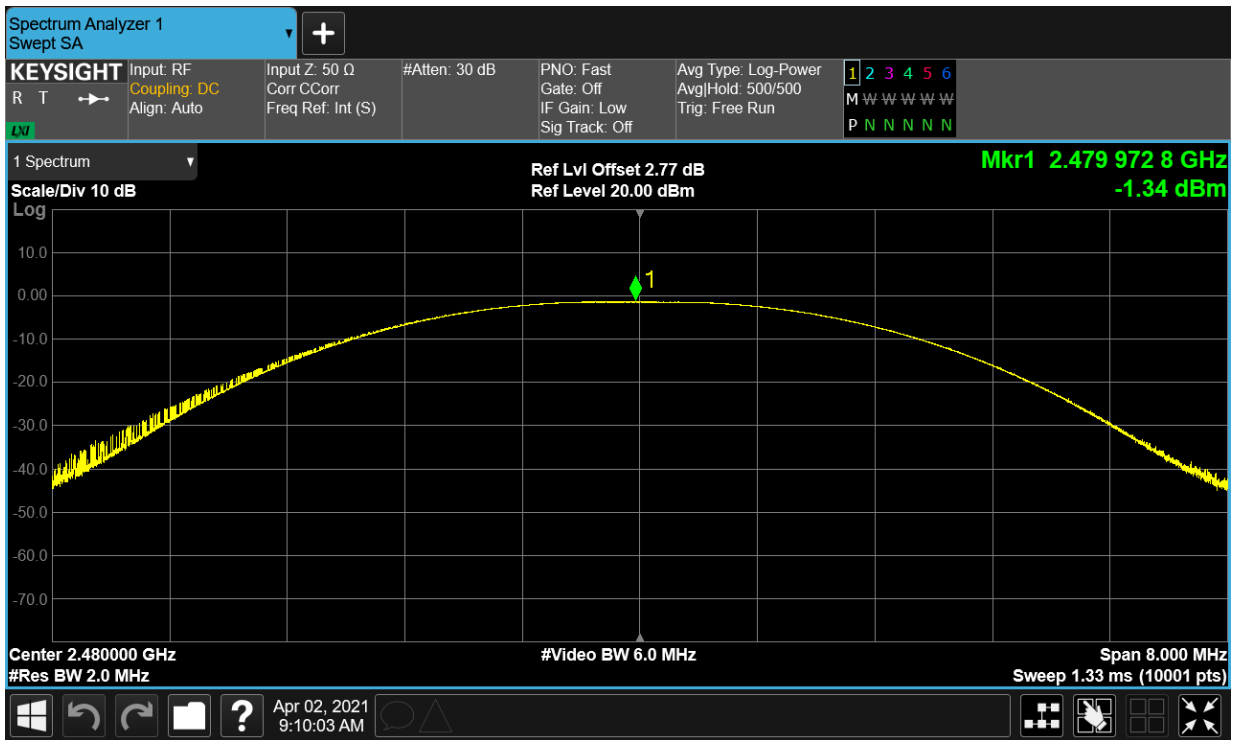 Spectrum Analyzer 1
Swept SA
+
KEYSIGHT Input: RF Input Z: 50 Ω #Atten: 30 dB PNO: Fast Avg Type: Log-Power 1 2 3 4 5 6
R T Coupling: DC Corr CCorr Gate: Off Avg|Hold: 500/500 M W W W W W
Align: Auto Freq Ref: Int (S) IF Gain: Low Trig: Free Run
LXI Sig Track: Off P N N N N N
1 Spectrum Ref Lvl Offset 2.77 dB Mkr1 2.479 972 8 GHz
Scale/Div 10 dB Ref Level 20.00 dBm -1.34 dBm
Log
10.0
1
0.00
-10.0
-20.0
-30.0
-40.0
-50.0
-60.0
-70.0
Center 2.480000 GHz #Video BW 6.0 MHz Span 8.000 MHz
#Res BW 2.0 MHz Sweep 1.33 ms (10001 pts)
? Apr 02, 2021
9:10:03 AM